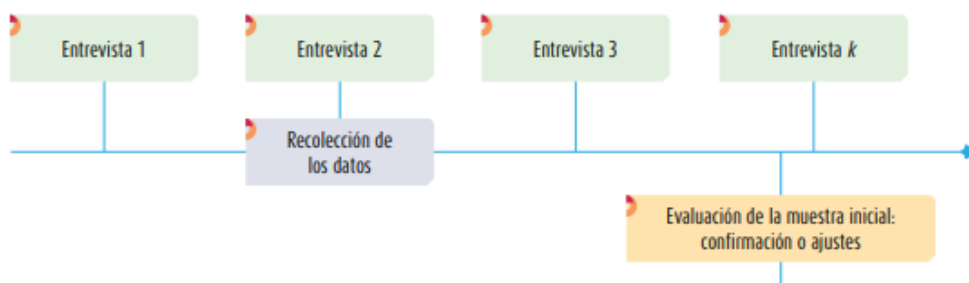 Entrevista 1
Entrevista 2
Entrevista 3
Entrevista k
Recolección de
los datos
Evaluación de la muestra inicial:
confirmación o ajustes